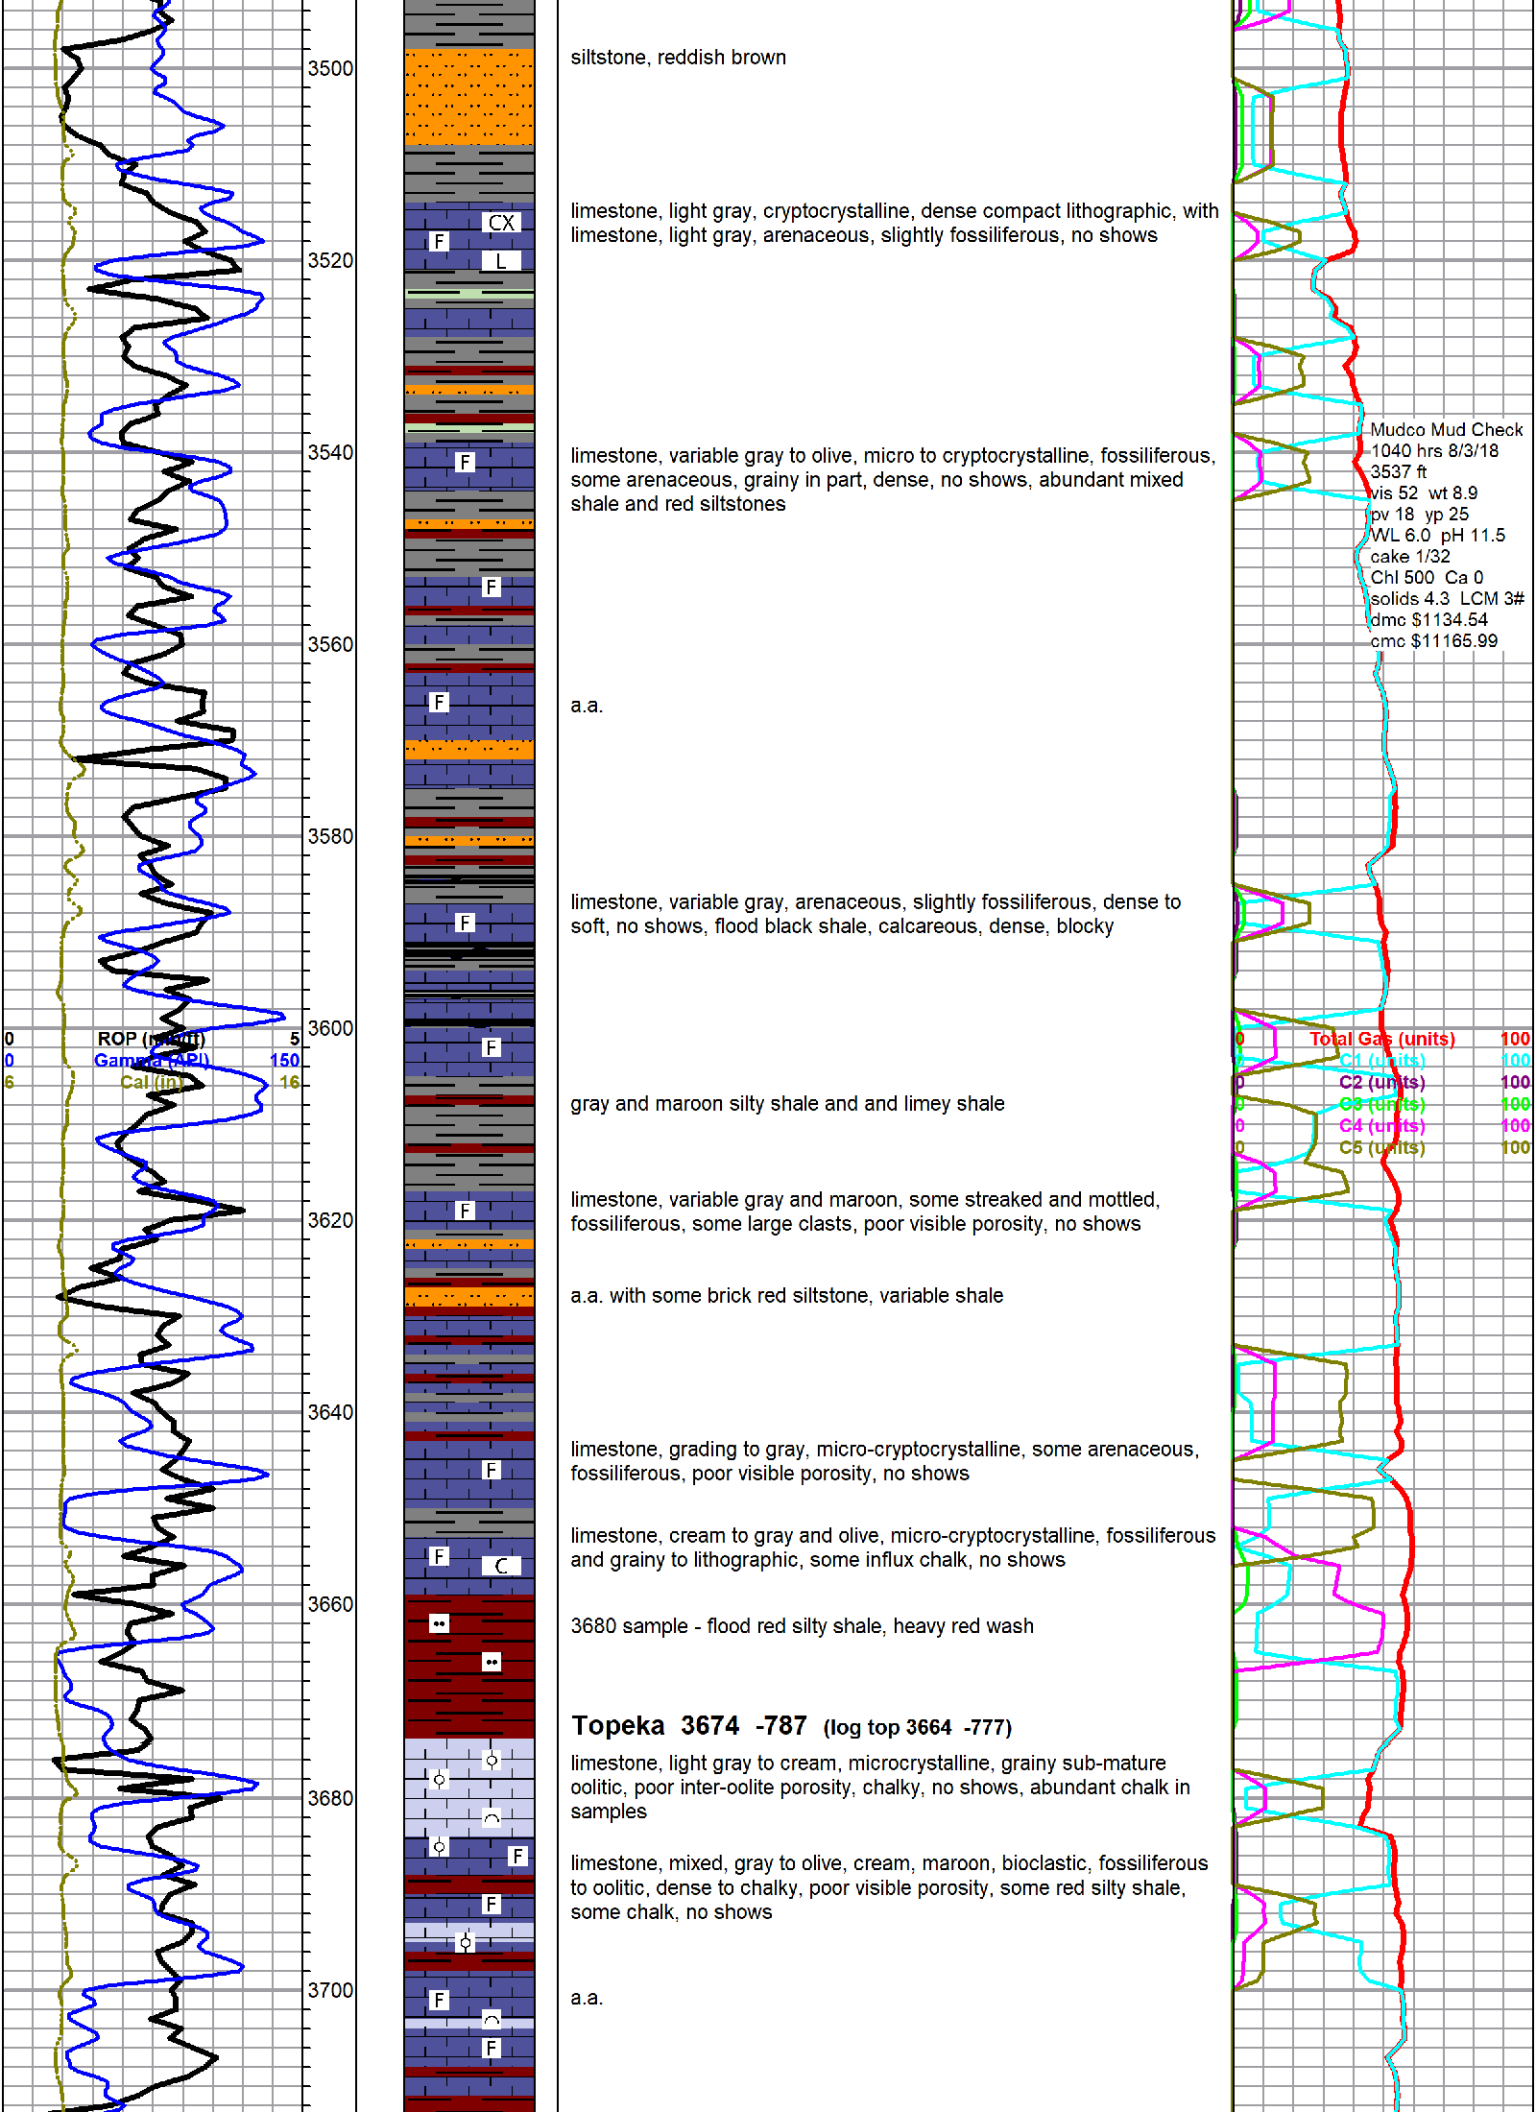 siltstone, reddish brown
3500
limestone, light gray, cryptocrystalline, dense compact lithographic, with
limestone, light gray, arenaceous, slightly fossiliferous, no shows
CX
F
L
3520
Mudco Mud Check
1040 hrs 8/3/18
3537 ft
vis 52 wt 8.9
pv 18 yp 25
WL 6.0 pH 11.5
cake 1/32
Chl 500 Ca 0
solids 4.3 LCM 3#
dmc $1134.54
cmc $11165.99
3540
F
limestone, variable gray to olive, micro to cryptocrystalline, fossiliferous,
some arenaceous, grainy in part, dense, no shows, abundant mixed
shale and red siltstones
F
3560
F
a.a.
3580
limestone, variable gray, arenaceous, slightly fossiliferous, dense to
soft, no shows, flood black shale, calcareous, dense, blocky
F
3600
0 ROP (min/ft) 5
0 Gamma (API) 150
6 Cal (in) 16
F
0 Total Gas (units) 100
0 C1 (units) 100
0 C2 (units) 100
0 C3 (units) 100
0 C4 (units) 100
0 C5 (units) 100
gray and maroon silty shale and and limey shale
limestone, variable gray and maroon, some streaked and mottled,
fossiliferous, some large clasts, poor visible porosity, no shows
F
3620
a.a. with some brick red siltstone, variable shale
3640
limestone, grading to gray, micro-cryptocrystalline, some arenaceous,
fossiliferous, poor visible porosity, no shows
F
limestone, cream to gray and olive, micro-cryptocrystalline, fossiliferous
and grainy to lithographic, some influx chalk, no shows
F
C
3660
3680 sample - flood red silty shale, heavy red wash
Topeka 3674 -787 (log top 3664 -777)
limestone, light gray to cream, microcrystalline, grainy sub-mature
oolitic, poor inter-oolite porosity, chalky, no shows, abundant chalk in
samples
3680
F
limestone, mixed, gray to olive, cream, maroon, bioclastic, fossiliferous
to oolitic, dense to chalky, poor visible porosity, some red silty shale,
some chalk, no shows
F
3700
F
a.a.
F